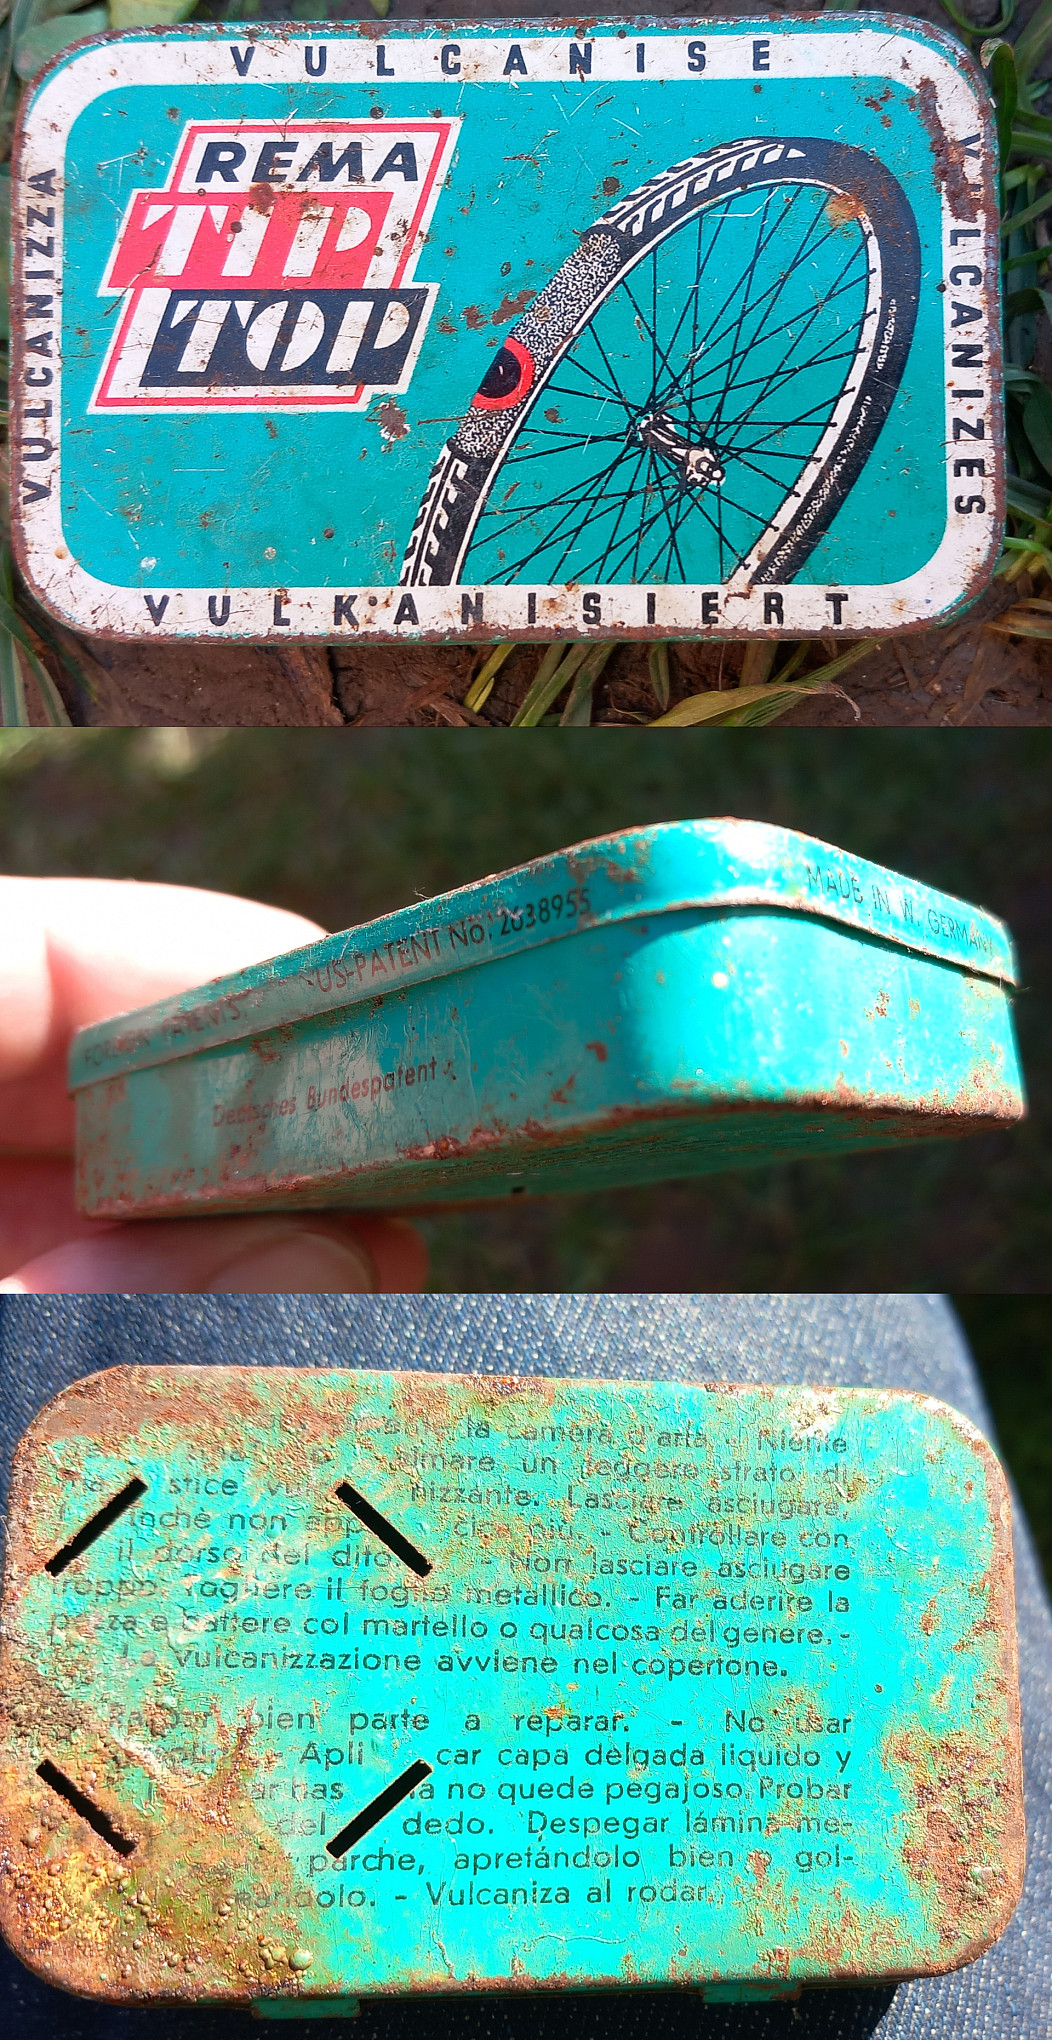 VULCANISE
VULCANIZZA
REMA
TIP
TOP
VULCANIZES
VULKANISIERT
FOREIGN PATENTS
US-PATENT No. 2638955
MADE IN W. GERMANY
Deutsches Bundespatent
la camera d'aria. - Niente
un leggero strato di
stice Lasciare asciugare,
finchè non più. - Controllare con
il dorso del dito. - Non lasciare asciugare
troppo. Tagliere il foglio metallico. - Far aderire la
pezza e battere col martello o qualcosa del genere. -
La vulcanizzazione avviene nel copertone.
bien parte a reparar. - No usar
Apli car capa delgada liquido y
no quede pegajoso. Probar
del dedo. Despegar lámina me-
parche, apretándolo bien o gol-
peándolo. - Vulcaniza al rodar.